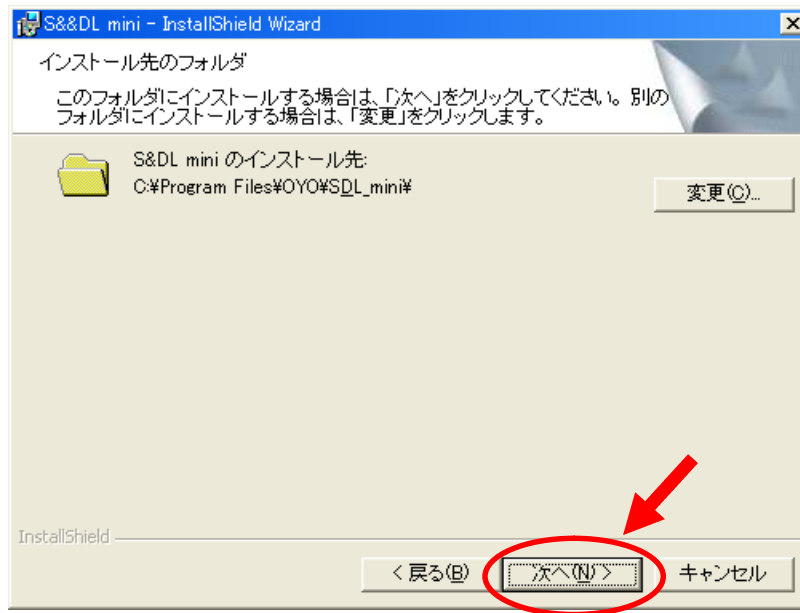 S&&DL mini - InstallShield Wizard
インストール先のフォルダ
このフォルダにインストールする場合は、「次へ」をクリックしてください。別の
フォルダにインストールする場合は、「変更」をクリックします。
S&DL mini のインストール先:
C:¥Program Files¥OYO¥SDL_mini¥
変更(C)...
InstallShield
< 戻る(B)
次へ(N) >
キャンセル